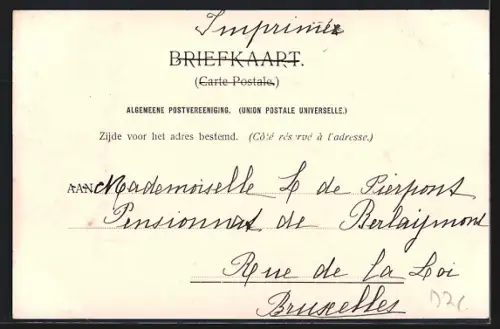 Imprimé
BRIEFKAART.
(Carte Postale.)
ALGEMEENE POSTVEREENIGING. (UNION POSTALE UNIVERSELLE.)
Zijde voor het adres bestemd. (Côté réservé à l'adresse.)
AAN Mademoiselle L de Pierpont
Pensionnat de Berlaymont
Rue de la Loi
Bruxelles